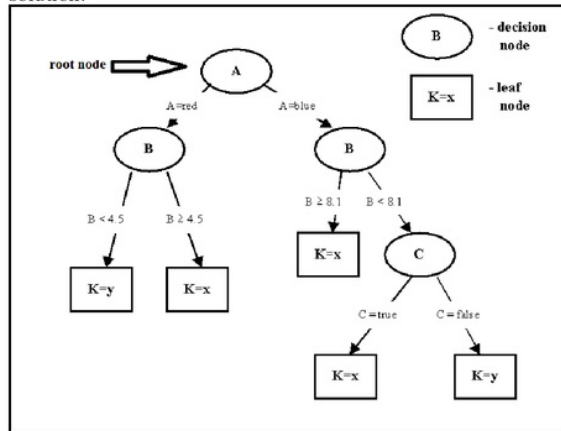 solution.
root node
A
B
- decision
node
K=x
- leaf
node
A=red
A=blue
B
B
B < 4.5
B ≥ 4.5
B ≥ 8.1
B < 8.1
K=y
K=x
K=x
C
C = true
C = false
K=x
K=y